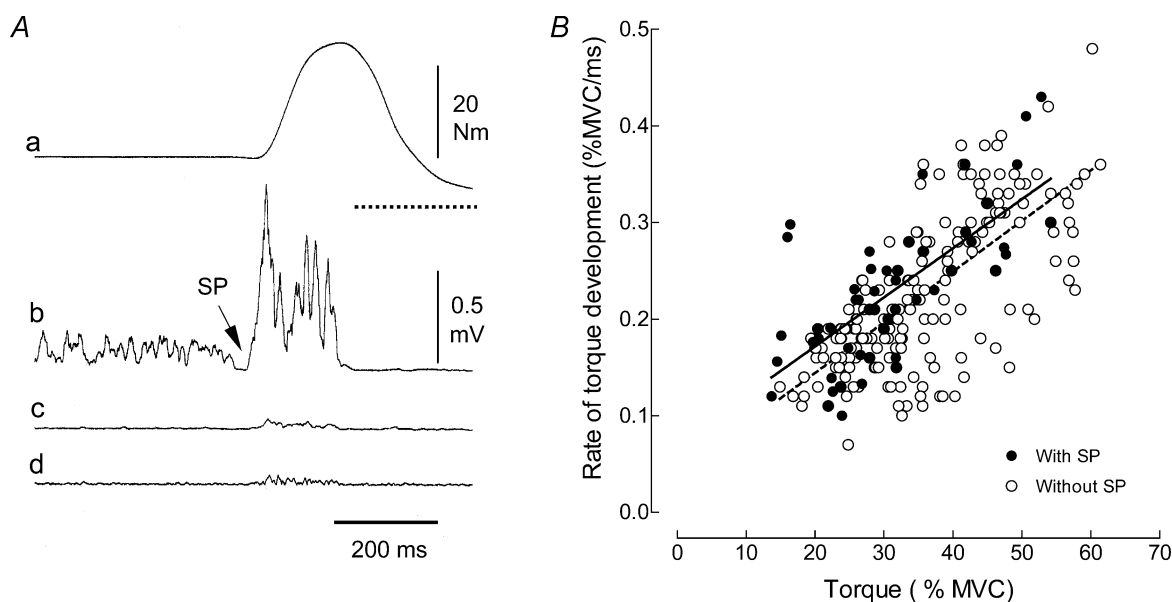 A
a
20
Nm
SP
b
0.5
mV
c
d
200 ms
B
Rate of torque development (%MVC/ms)
0.5
0.4
0.3
0.2
0.1
0.0
With SP
Without SP
0 10 20 30 40 50 60 70
Torque ( % MVC)